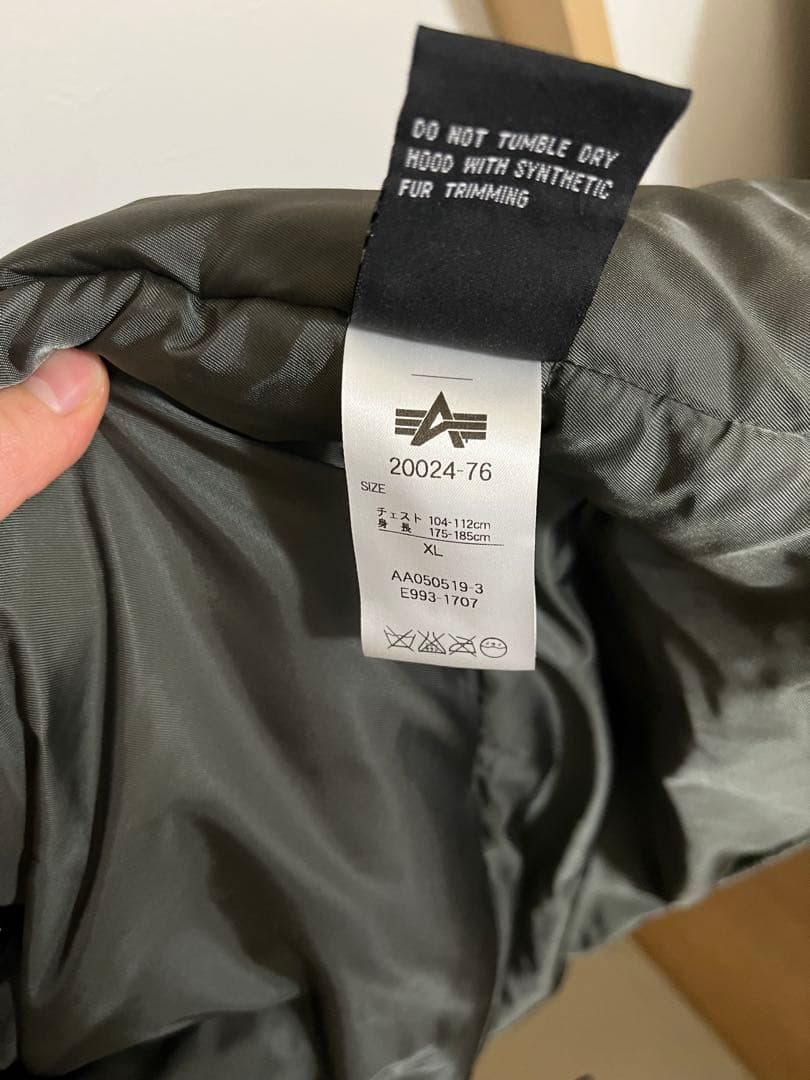 DO NOT TUMBLE DRY
HOOD WITH SYNTHETIC
FUR TRIMMING
20024-76
SIZE
チェスト 104-112cm
身長 175-185cm
XL
AA050519-3
E993-1707